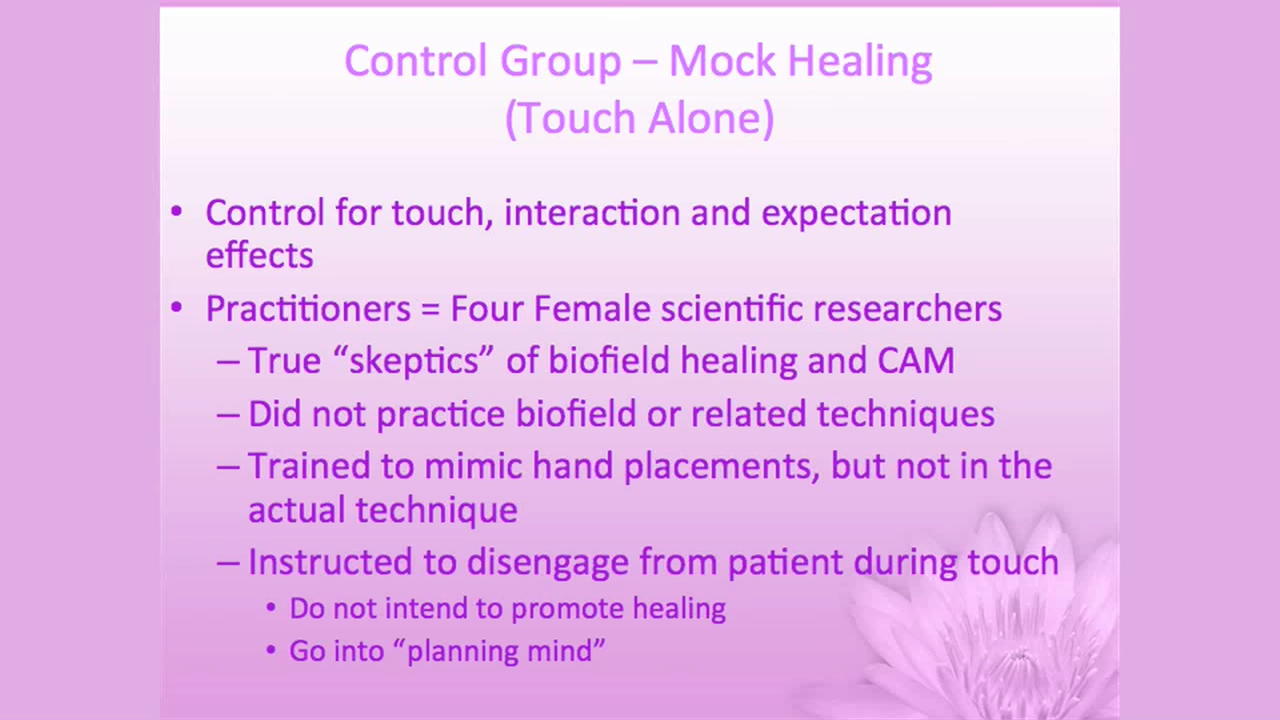 Control Group – Mock Healing
(Touch Alone)
• Control for touch, interaction and expectation
effects
• Practitioners = Four Female scientific researchers
– True “skeptics” of biofield healing and CAM
– Did not practice biofield or related techniques
– Trained to mimic hand placements, but not in the
actual technique
– Instructed to disengage from patient during touch
• Do not intend to promote healing
• Go into “planning mind”